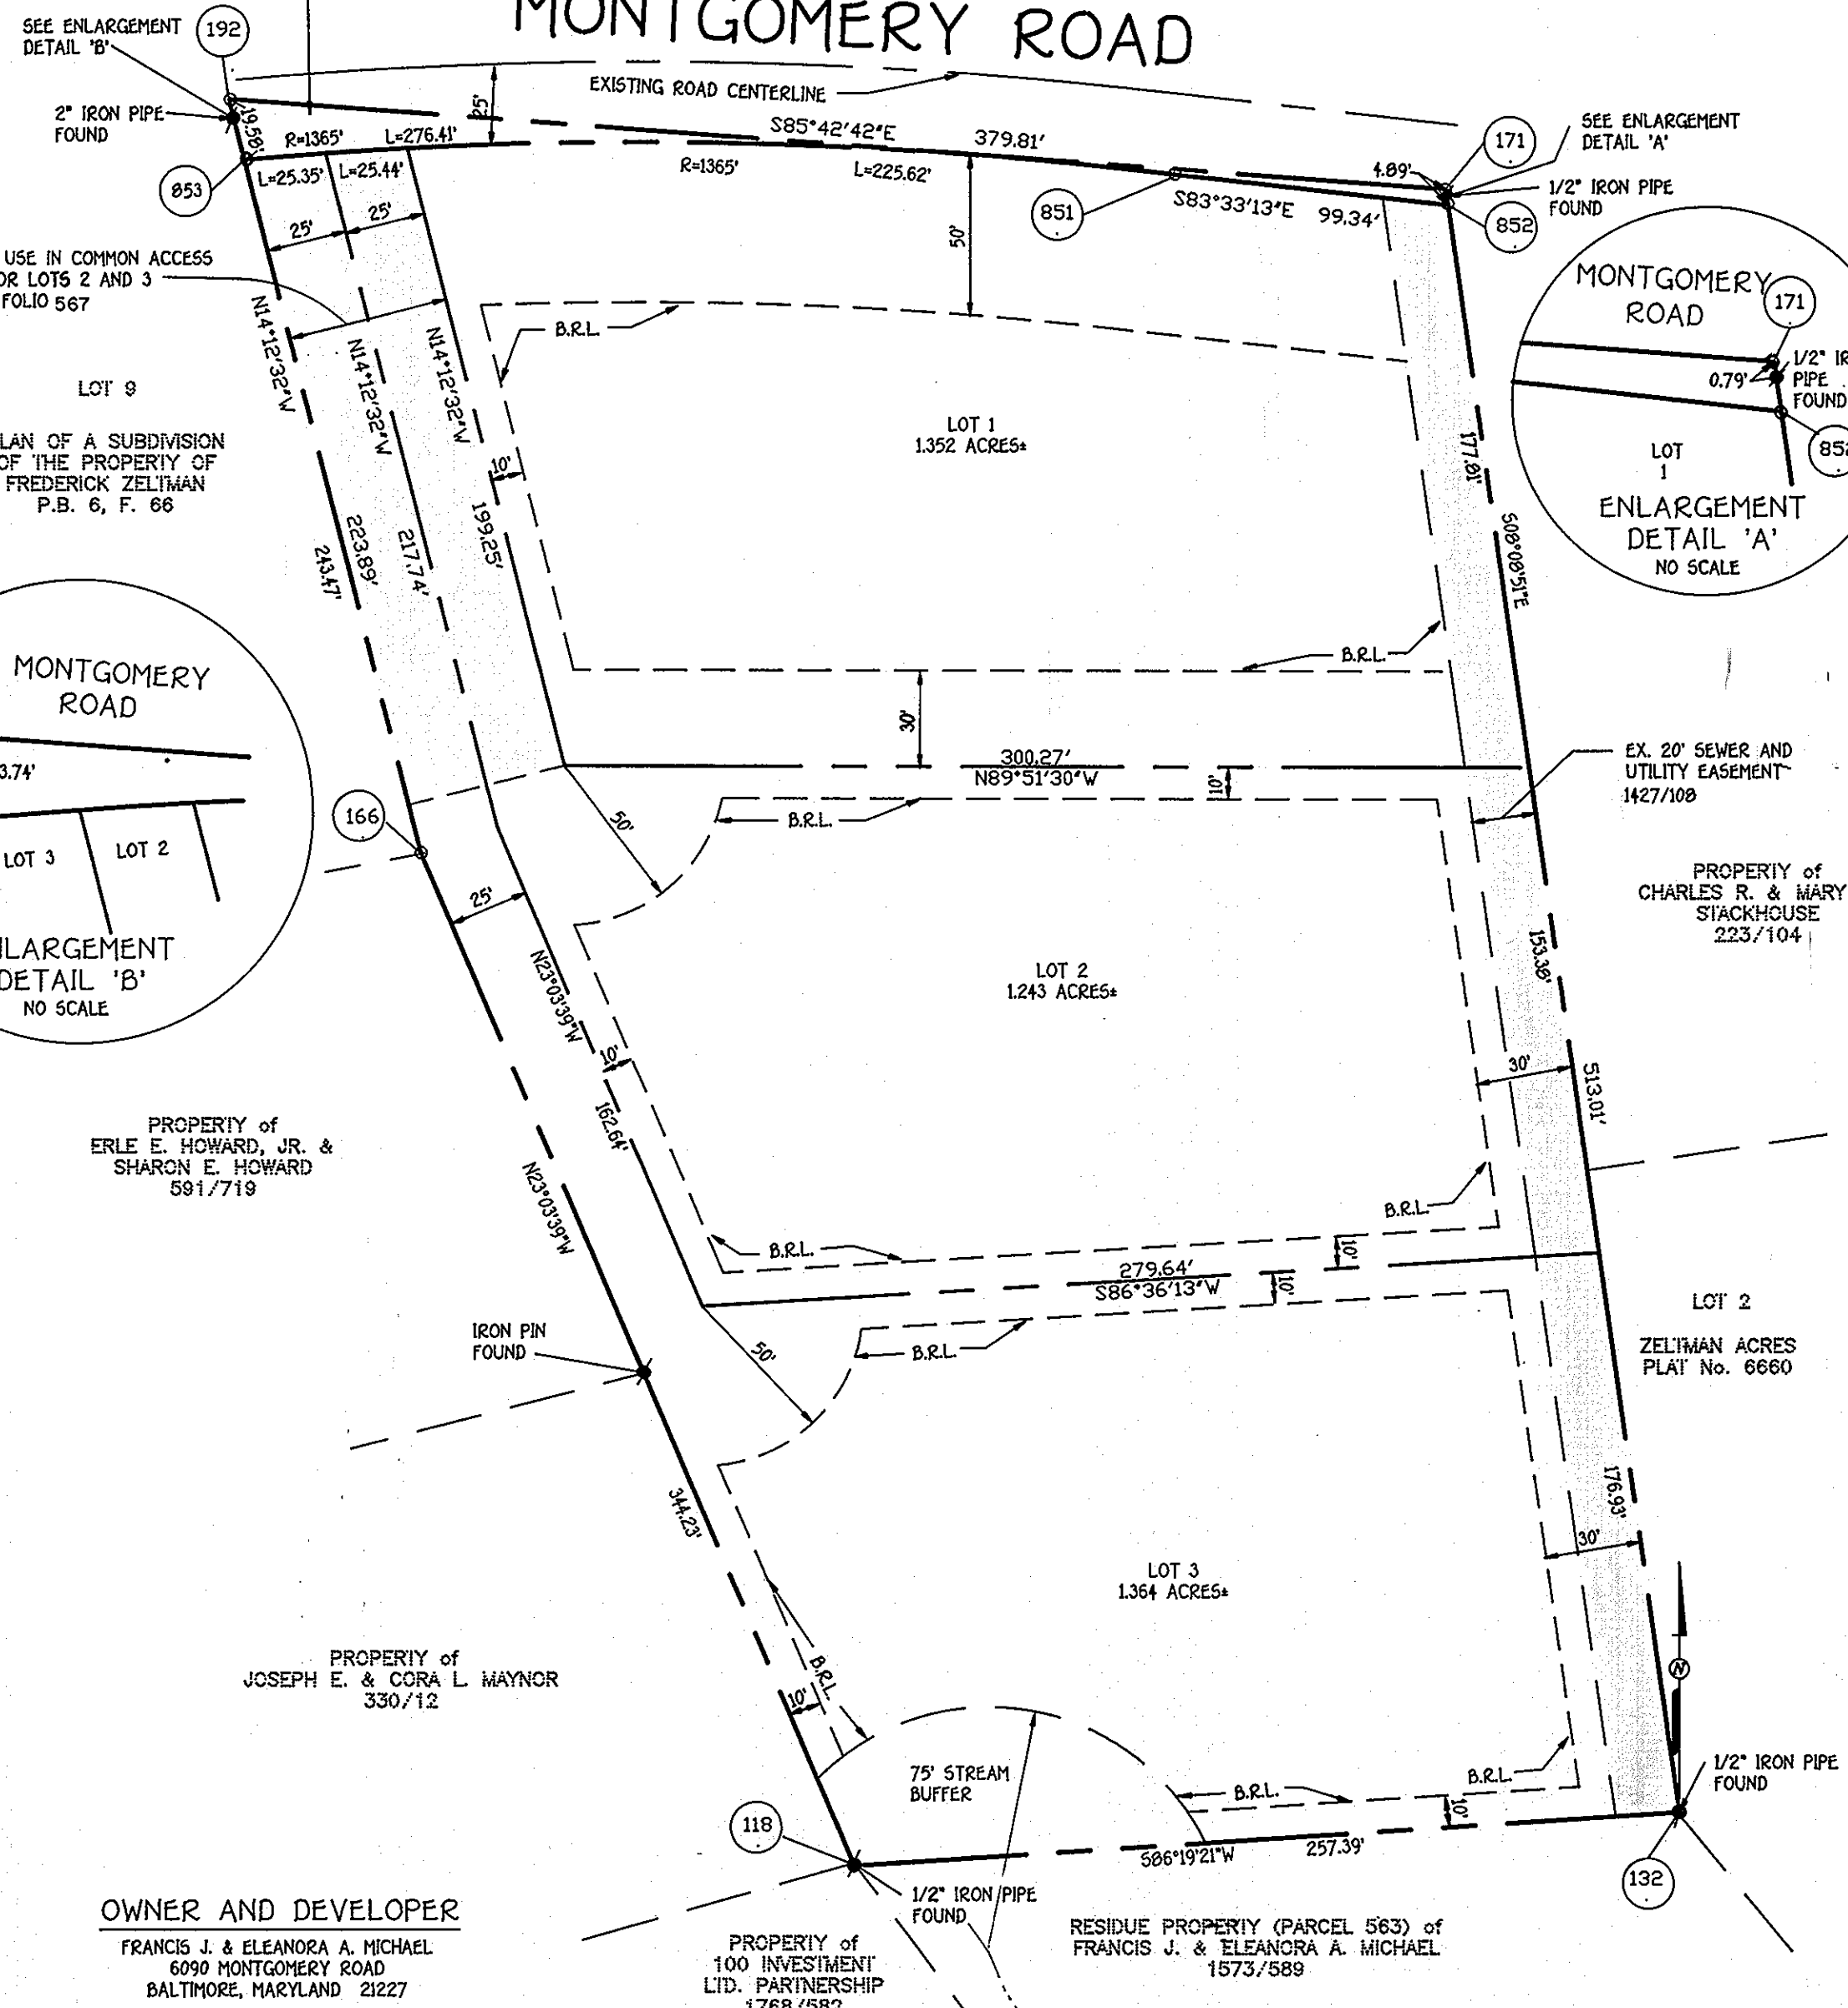 MONTGOMERY ROAD
SEE ENLARGEMENT
DETAIL 'B'
192
2" IRON PIPE
FOUND
19.58'
853
EXISTING ROAD CENTERLINE
25'
R=1365'
L=276.41'
S85°42'42"E
379.81'
R=1365'
L=225.62'
L=25.35'
L=25.44'
25'
25'
851
S83°33'13"E
99.34'
4.89'
171
852
SEE ENLARGEMENT
DETAIL 'A'
1/2" IRON PIPE
FOUND
50'
USE IN COMMON ACCESS
OR LOTS 2 AND 3
FOLIO 567
N14°12'32"W
N14°12'32"W
N14°12'32"W
B.R.L.
MONTGOMERY
ROAD
171
1/2" IR
PIPE
FOUND
0.79'
852
LOT
1
ENLARGEMENT
DETAIL 'A'
NO SCALE
LOT 9
LAN OF A SUBDIVISION
OF THE PROPERTY OF
FREDERICK ZELTMAN
P.B. 6, F. 66
LOT 1
1.352 ACRES±
10'
177.81'
S08°08'51"E
243.47'
223.89'
217.74'
199.25'
B.R.L.
30'
300.27'
N89°51'30"W
10'
EX. 20' SEWER AND
UTILITY EASEMENT
1427/108
MONTGOMERY
ROAD
3.74'
LOT 3
LOT 2
NLARGEMENT
DETAIL 'B'
NO SCALE
166
50'
B.R.L.
25'
PROPERTY of
CHARLES R. & MARY
STACKHOUSE
223/104
153.38'
N23°03'39"W
LOT 2
1.243 ACRES±
10'
162.64'
30'
513.01'
PROPERTY of
ERLE E. HOWARD, JR. &
SHARON E. HOWARD
591/719
N23°03'39"W
B.R.L.
B.R.L.
10'
279.64'
S86°36'13"W
10'
LOT 2
ZELTMAN ACRES
PLAT No. 6660
IRON PIN
FOUND
50'
B.R.L.
344.23'
176.93'
30'
LOT 3
1.364 ACRES±
PROPERTY of
JOSEPH E. & CORA L. MAYNOR
330/12
B.R.L.
10'
N
75' STREAM
BUFFER
B.R.L.
B.R.L.
10'
1/2" IRON PIPE
FOUND
118
S86°19'21"W
257.39'
132
1/2" IRON PIPE
FOUND
OWNER AND DEVELOPER
FRANCIS J. & ELEANORA A. MICHAEL
6090 MONTGOMERY ROAD
BALTIMORE, MARYLAND 21227
PROPERTY of
100 INVESTMENT
LTD. PARTNERSHIP
1768/582
RESIDUE PROPERTY (PARCEL 563) of
FRANCIS J. & ELEANORA A. MICHAEL
1573/589